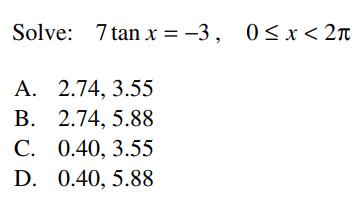 Solve: 7 tan x = −3, 0 ≤ x < 2π
A. 2.74, 3.55
B. 2.74, 5.88
C. 0.40, 3.55
D. 0.40, 5.88